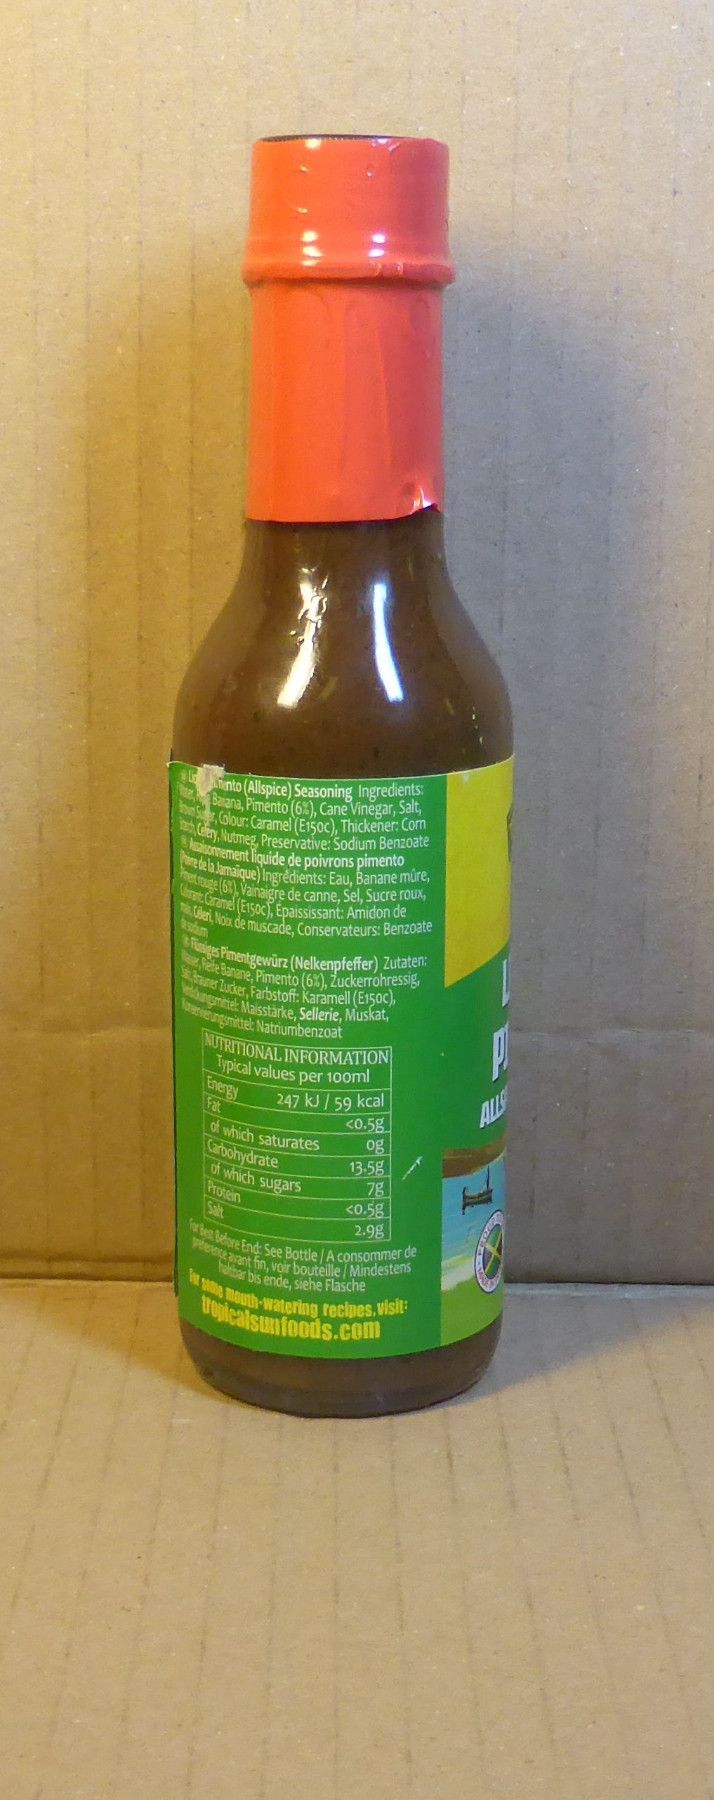 Pimento (Allspice) Seasoning Ingredients:
Banana, Pimento (6%), Cane Vinegar, Salt,
Brown Sugar, Colour: Caramel (E150c), Thickener: Corn
Starch, Celery, Nutmeg, Preservative: Sodium Benzoate
Assaisonnement liquide de poivrons pimento
(Poivre de la Jamaïque) Ingrédients: Eau, Banane mûre,
Piment rouge (6%), Vainaigre de canne, Sel, Sucre roux,
Colorant: Caramel (E150c), Épaississant: Amidon de
maïs, Céleri, Noix de muscade, Conservateurs: Benzoate
de sodium
Flüssiges Pimentgewürz (Nelkenpfeffer) Zutaten:
Wasser, Reife Banane, Pimento (6%), Zuckerrohressig,
Salz, Brauner Zucker, Farbstoff: Karamell (E150c),
Verdickungsmittel: Maisstärke, Sellerie, Muskat,
Konservierungsmittel: Natriumbenzoat
NUTRITIONAL INFORMATION
Typical values per 100ml
Energy 247 kJ / 59 kcal
Fat <0.5g
of which saturates 0g
Carbohydrate 13.5g
of which sugars 7g
Protein <0.5g
Salt 2.9g
For Best Before End: See Bottle / A consommer de
preference avant fin, voir bouteille / Mindestens
haltbar bis ende, siehe Flasche
For some mouth-watering recipes, visit:
tropicalsunfoods.com
L
PI
ALLS